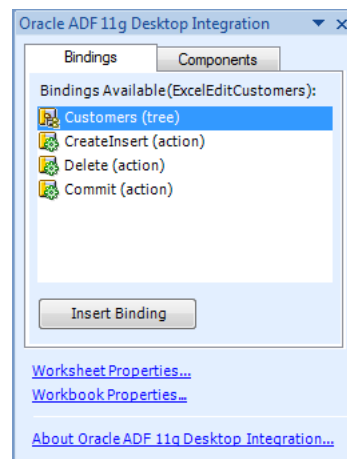 Oracle ADF 11g Desktop Integration
Bindings
Components
Bindings Available(ExcelEditCustomers):
Customers (tree)
CreateInsert (action)
Delete (action)
Commit (action)
Insert Binding
Worksheet Properties...
Workbook Properties...
About Oracle ADF 11g Desktop Integration...